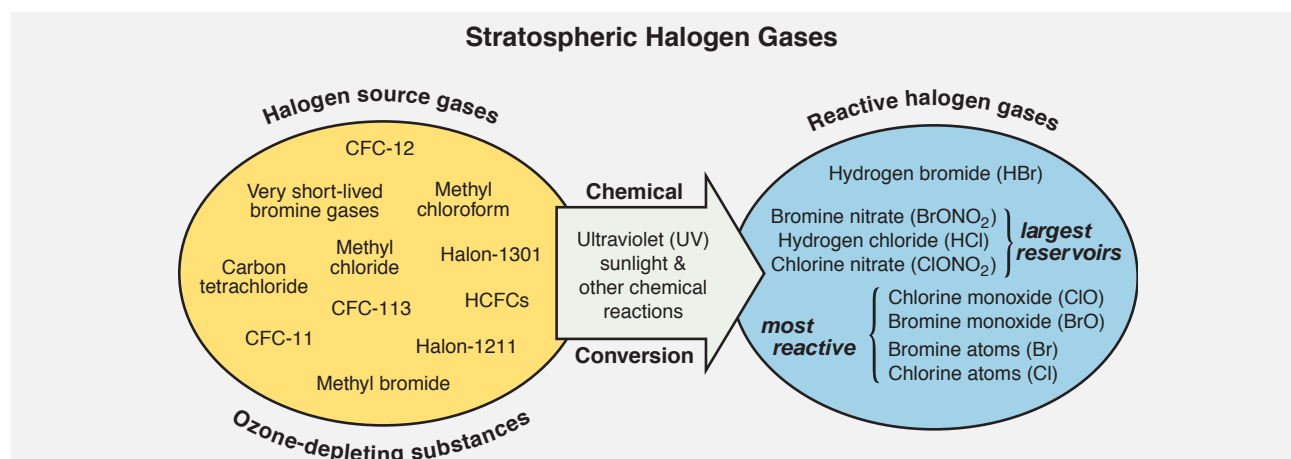 Stratospheric Halogen Gases
Halogen source gases
CFC-12
Very short-lived
bromine gases
Methyl
chloroform
Methyl
chloride
Halon-1301
Carbon
tetrachloride
CFC-113
HCFCs
CFC-11
Halon-1211
Methyl bromide
Ozone-depleting substances
Chemical
Ultraviolet (UV)
sunlight &
other chemical
reactions
Conversion
Reactive halogen gases
Hydrogen bromide (HBr)
Bromine nitrate (BrONO₂)
Hydrogen chloride (HCl)
Chlorine nitrate (ClONO₂)
largest
reservoirs
most
reactive
Chlorine monoxide (ClO)
Bromine monoxide (BrO)
Bromine atoms (Br)
Chlorine atoms (Cl)